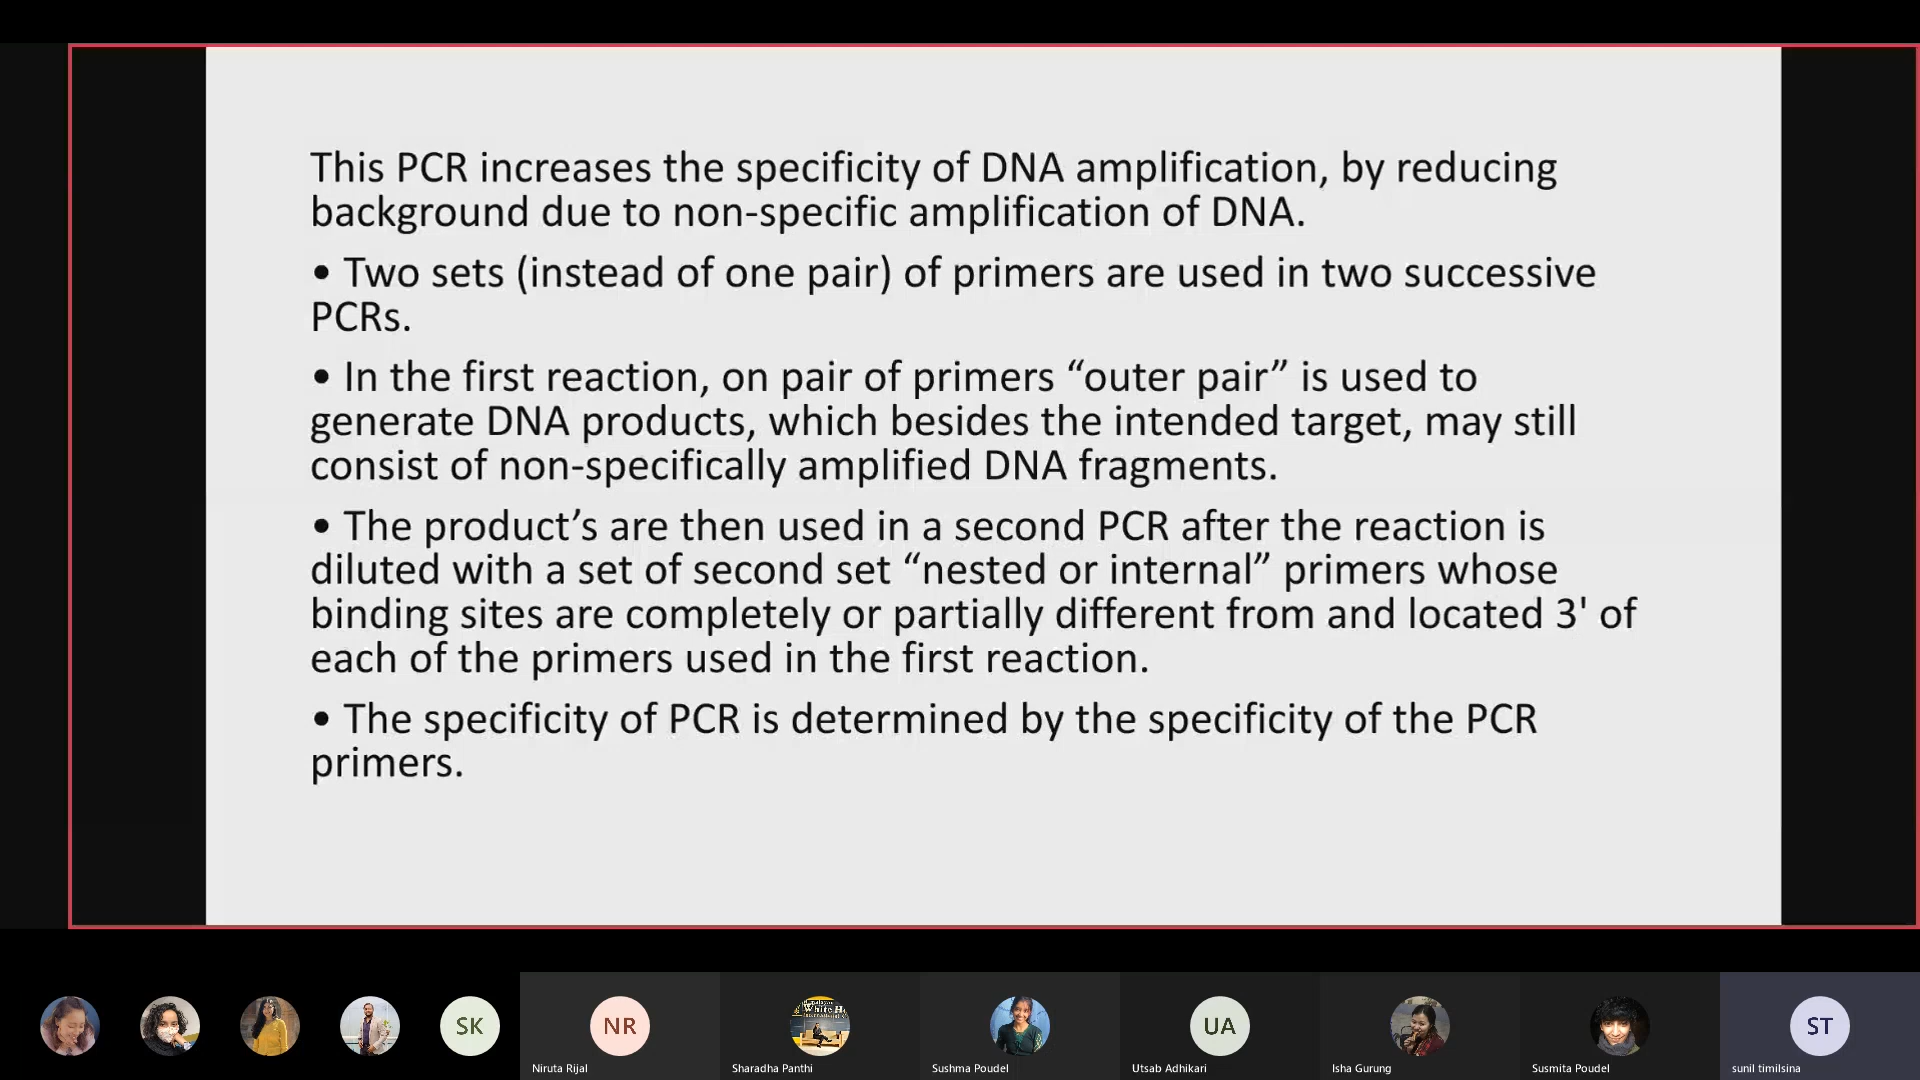 This PCR increases the specificity of DNA amplification, by reducing
background due to non-specific amplification of DNA.
• Two sets (instead of one pair) of primers are used in two successive
PCRs.
• In the first reaction, on pair of primers “outer pair” is used to
generate DNA products, which besides the intended target, may still
consist of non-specifically amplified DNA fragments.
• The product’s are then used in a second PCR after the reaction is
diluted with a set of second set “nested or internal” primers whose
binding sites are completely or partially different from and located 3' of
each of the primers used in the first reaction.
• The specificity of PCR is determined by the specificity of the PCR
primers.
SK
NR
White H
UA
ST
Niruta Rijal
Sharadha Panthi
Sushma Poudel
Utsab Adhikari
Isha Gurung
Susmita Poudel
sunil timilsina